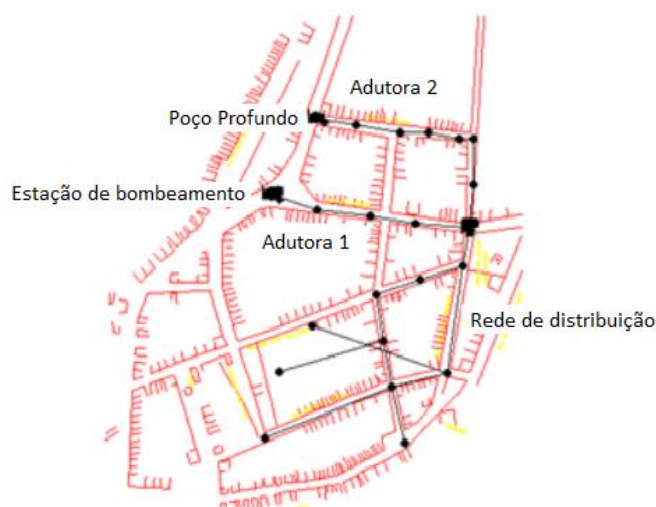 Adutora 2
Poço Profundo
Estação de bombeamento
Adutora 1
Rede de distribuição